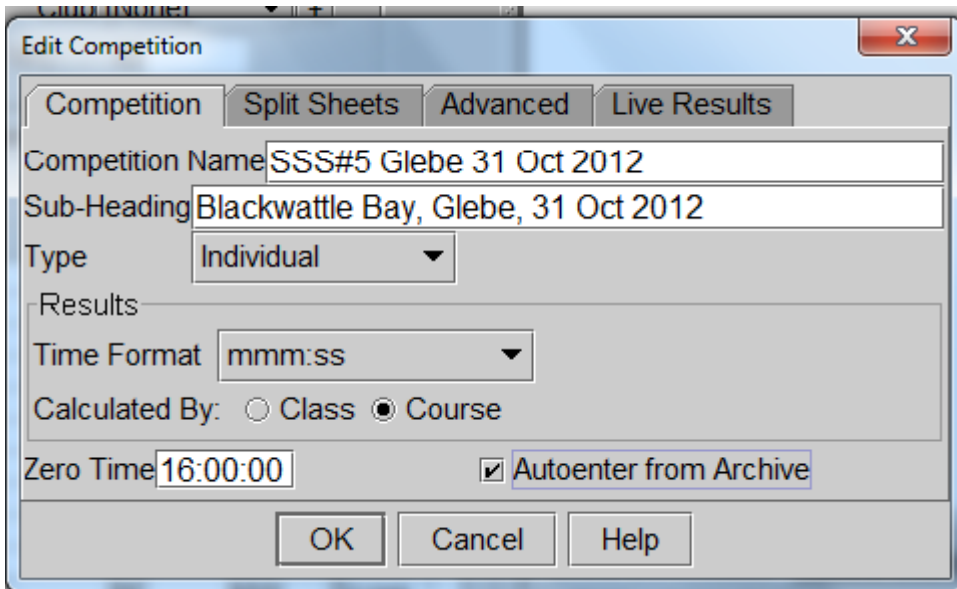 Edit Competition
Competition Split Sheets Advanced Live Results
Competition Name SSS#5 Glebe 31 Oct 2012
Sub-Heading Blackwattle Bay, Glebe, 31 Oct 2012
Type Individual
Results
Time Format mmm:ss
Calculated By: Class Course
Zero Time 16:00:00 Autoenter from Archive
OK Cancel Help